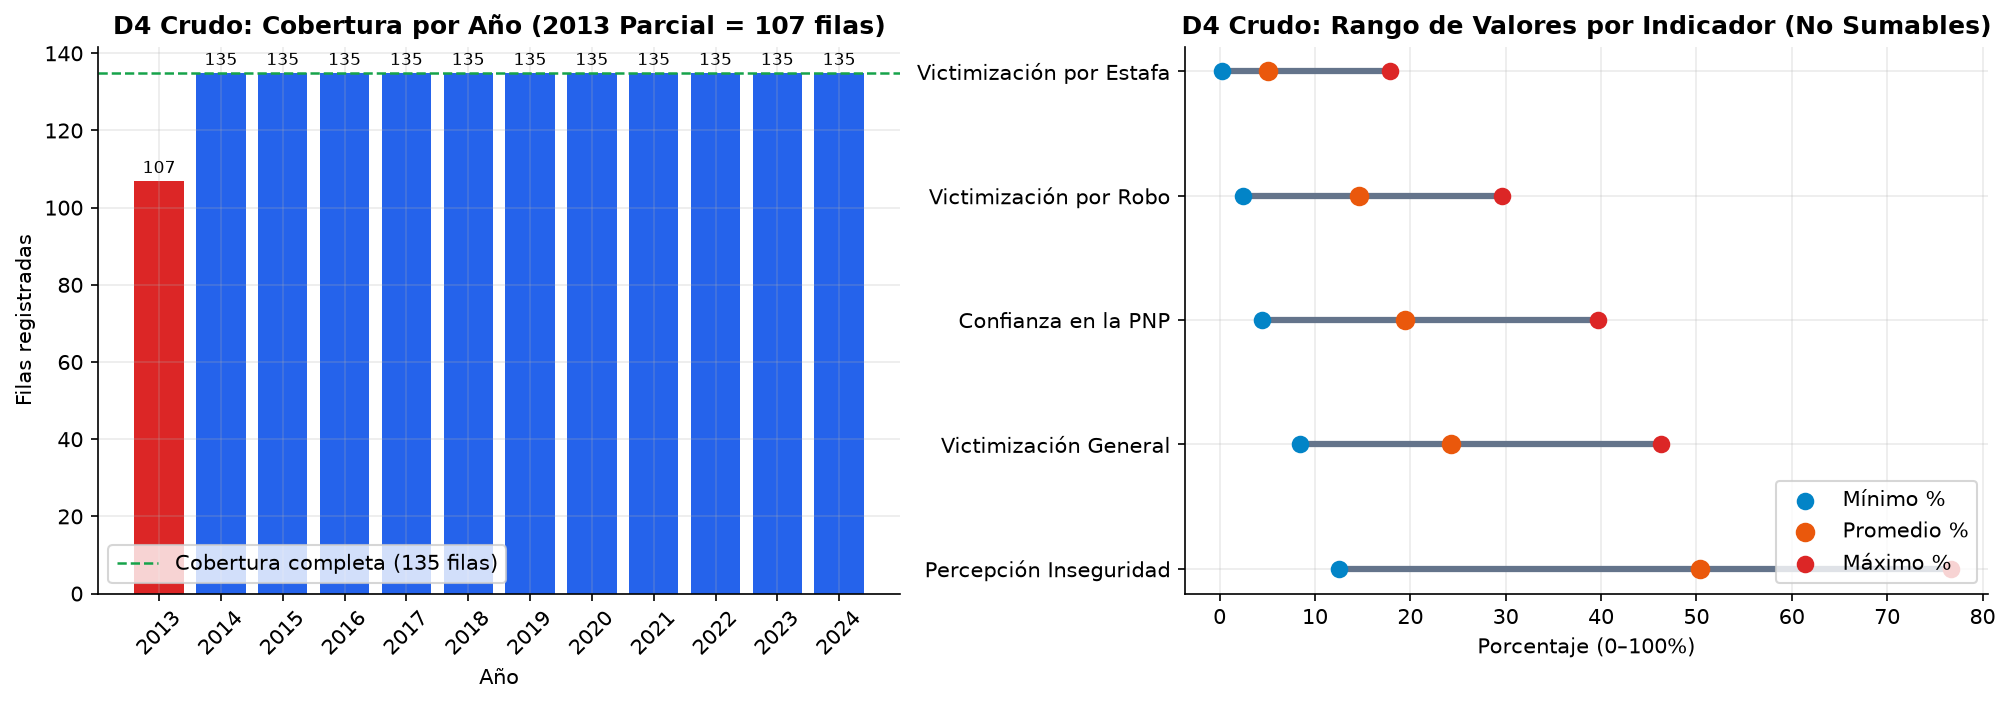 D4 Crudo: Cobertura por Año (2013 Parcial = 107 filas)
140
120
100
80
60
40
20
0
Filas registradas
107
135
135
135
135
135
135
135
135
135
135
135
Cobertura completa (135 filas)
2013
2014
2015
2016
2017
2018
2019
2020
2021
2022
2023
2024
Año
D4 Crudo: Rango de Valores por Indicador (No Sumables)
Victimización por Estafa
Victimización por Robo
Confianza en la PNP
Victimización General
Percepción Inseguridad
Mínimo %
Promedio %
Máximo %
0
10
20
30
40
50
60
70
80
Porcentaje (0–100%)